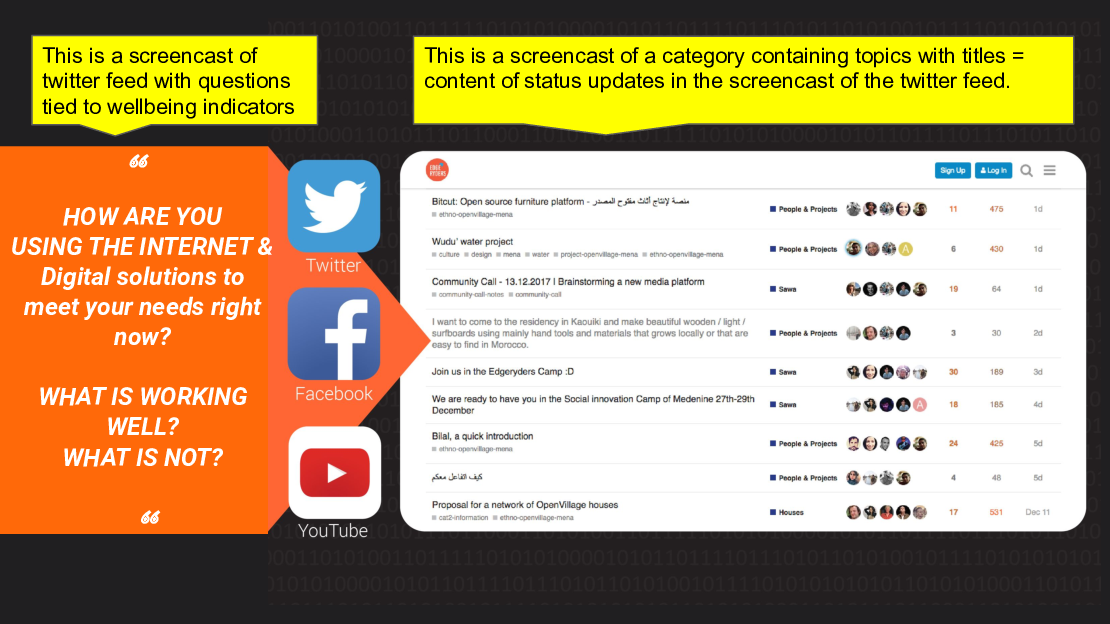 This is a screencast of
twitter feed with questions
tied to wellbeing indicators
This is a screencast of a category containing topics with titles =
content of status updates in the screencast of the twitter feed.
HOW ARE YOU
USING THE INTERNET &
Digital solutions to
meet your needs right
now?
WHAT IS WORKING
WELL?
WHAT IS NOT?
Twitter
Facebook
YouTube
EDGE
RYDERS
Sign Up Log In
Bitcut: Open source furniture platform - منصة لإنتاج أثاث مفتوح المصدر
ethno-openvillage-mena
People & Projects 11 475 1d
Wudu' water project
culture design mena water project-openvillage-mena ethno-openvillage-mena
People & Projects A 6 430 1d
Community Call - 13.12.2017 I Brainstorming a new media platform
community-call-notes community-call
Sawa 19 64 1d
I want to come to the residency in Kaouiki and make beautiful wooden / light /
surfboards using mainly hand tools and materials that grows locally or that are
easy to find in Morocco.
People & Projects 3 30 2d
Join us in the Edgeryders Camp :D Sawa 30 189 3d
We are ready to have you in the Social innovation Camp of Medenine 27th-29th
December
Sawa A 18 185 4d
Bilal, a quick introduction
ethno-openvillage-mena
People & Projects 24 425 5d
كيف اتفاعل معكم People & Projects 4 48 5d
Proposal for a network of OpenVillage houses
cat2-information ethno-openvillage-mena
Houses 17 531 Dec 11